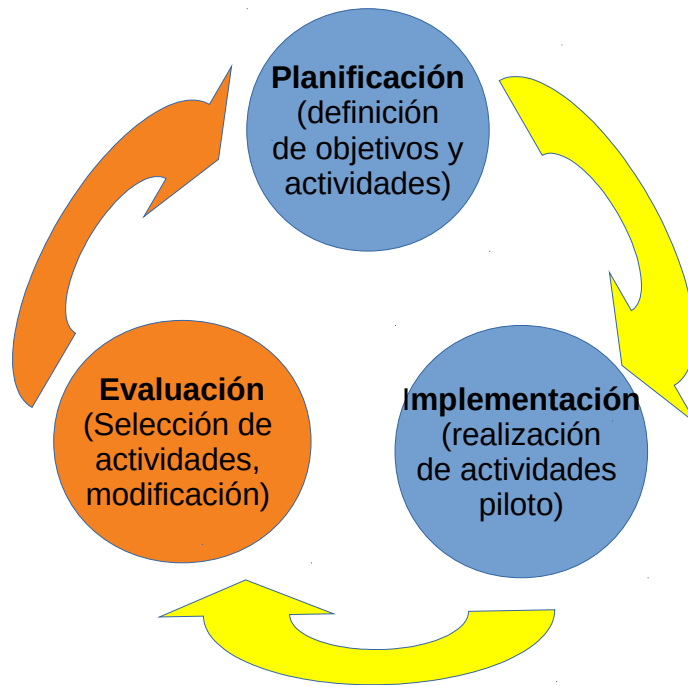 Planificación
(definición
de objetivos y
actividades)
Evaluación
(Selección de
actividades,
modificación)
Implementación
(realización
de actividades
piloto)